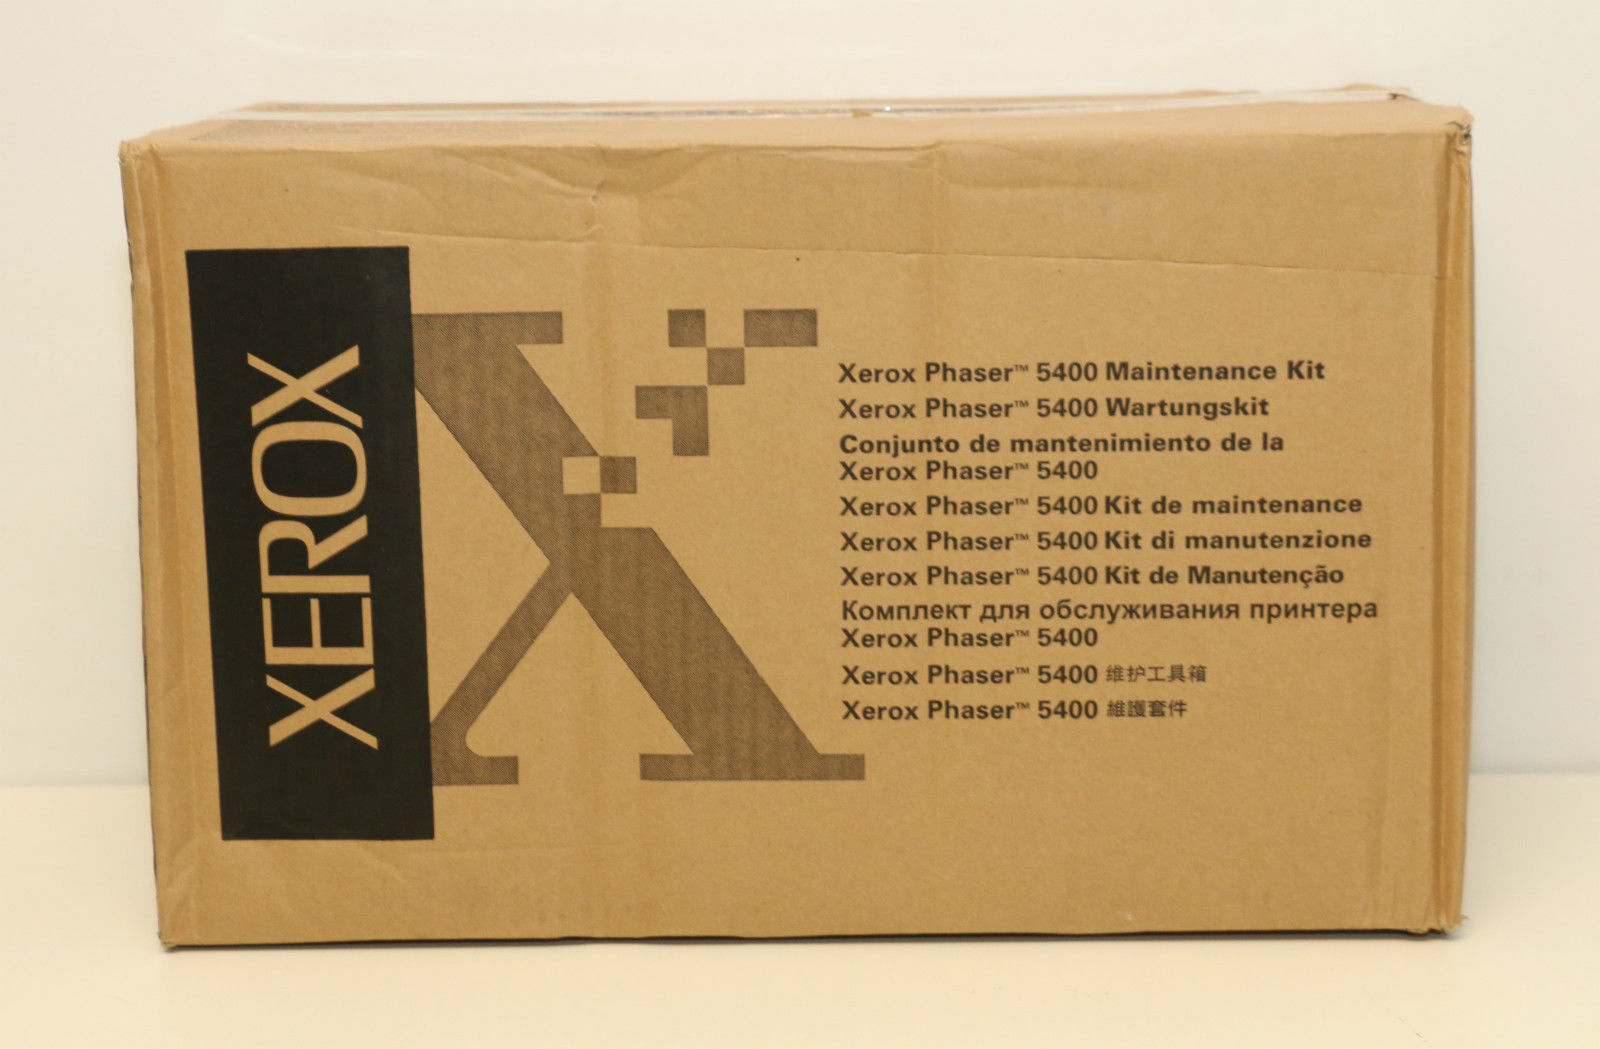 XEROX
Xerox Phaser™ 5400 Maintenance Kit
Xerox Phaser™ 5400 Wartungskit
Conjunto de mantenimiento de la
Xerox Phaser™ 5400
Xerox Phaser™ 5400 Kit de maintenance
Xerox Phaser™ 5400 Kit di manutenzione
Xerox Phaser™ 5400 Kit de Manutenção
Комплект для обслуживания принтера
Xerox Phaser™ 5400
Xerox Phaser™ 5400 维护工具箱
Xerox Phaser™ 5400 維護套件